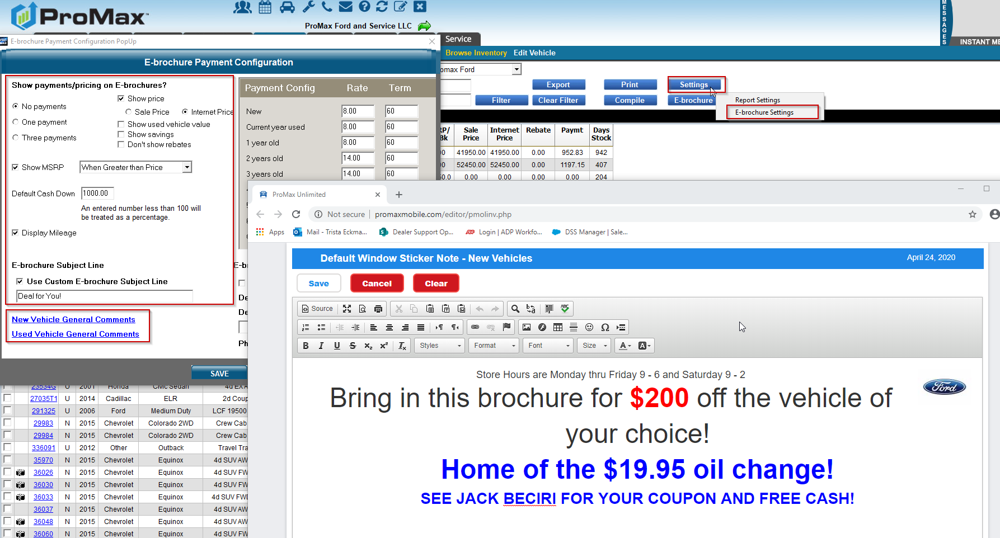 ProMax™
ProMax Ford and Service LLC
MESSAGES
INSTANT ME
E-brochure Payment Configuration PopUp
Service
Browse Inventory Edit Vehicle
E-brochure Payment Configuration
omax Ford
Export Print Settings
Filter Clear Filter Compile E-brochure
Report Settings
E-brochure Settings
Show payments/pricing on E-brochures?
No payments
One payment
Three payments
Show price
Sale Price Internet Price
Show used vehicle value
Show savings
Don't show rebates
Show MSRP When Greater than Price
Default Cash Down 1000.00
An entered number less than 100 will
be treated as a percentage.
Display Mileage
E-brochure Subject Line
Use Custom E-brochure Subject Line
Deal for You!
New Vehicle General Comments
Used Vehicle General Comments
SAVE
Payment Config Rate Term
New 8.00 60
Current year used 8.00 60
1 year old 8.00 60
2 years old 14.00 60
3 years old 14.00 60
E-br
De
De
Ph
RP/ Sale Internet Rebate Paymt Days
Bk Price Price Stock
00 41950.00 41950.00 0.00 952.83 942
00 52450.00 52450.00 0.00 1197.15 407
50.0 0.00 0.00 0.00 0.00 204
ProMax Unlimited
Not secure | promaxmobile.com/editor/pmolinv.php
Apps Mail - Trista Eckma... Dealer Support Op... Login | ADP Workfo... DSS Manager | Sale...
Default Window Sticker Note - New Vehicles April 24, 2020
Save Cancel Clear
Source
B I U S x₂ x² Tx Styles Format Font Size A A
Store Hours are Monday thru Friday 9 - 6 and Saturday 9 - 2
Ford
Bring in this brochure for $200 off the vehicle of
your choice!
Home of the $19.95 oil change!
SEE JACK BECIRI FOR YOUR COUPON AND FREE CASH!
23534G U 2001 Honda Civic Sedan 4d EX A
27035T1 U 2014 Cadillac ELR 2d Coup
291325 U 2006 Ford Medium Duty LCF 19500
29983 N 2015 Chevrolet Colorado 2WD Crew Cab
29984 N 2015 Chevrolet Colorado 2WD Crew Cab
336091 U 2012 Other Outback Travel Tra
35970 N 2015 Chevrolet Equinox 4d SUV AW
36026 N 2015 Chevrolet Equinox 4d SUV FW
36030 N 2015 Chevrolet Equinox 4d SUV FW
36033 N 2015 Chevrolet Equinox 4d SUV FWD
36037 N 2015 Chevrolet Equinox 4d SUV AW
36048 N 2015 Chevrolet Equinox 4d SUV AW
36060 N 2015 Chevrolet Equinox 4d SUV FW